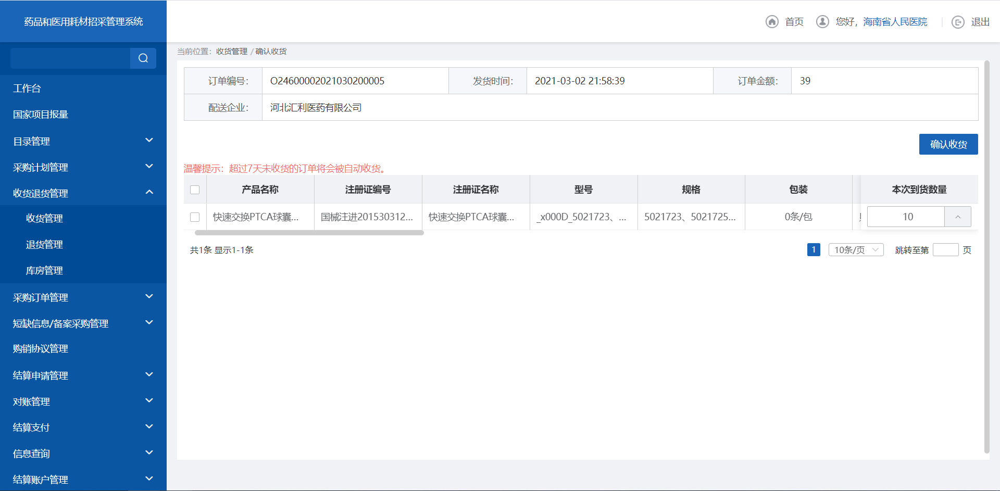 药品和医用耗材招采管理系统
首页 您好，海南省人民医院 退出
当前位置：收货管理 / 确认收货
工作台
国家项目报量
目录管理
采购计划管理
收货退货管理
收货管理
退货管理
库房管理
采购订单管理
短缺信息/备案采购管理
购销协议管理
结算申请管理
对账管理
结算支付
信息查询
结算账户管理
订单编号： O24600002021030200005 发货时间： 2021-03-02 21:58:39 订单金额： 39
配送企业： 河北汇利医药有限公司
确认收货
温馨提示：超过7天未收货的订单将会被自动收货。
产品名称 注册证编号 注册证名称 型号 规格 包装 本次到货数量
快速交换PTCA球囊... 国械注进201530312... 快速交换PTCA球囊... _x000D_5021723、... 5021723、5021725... 0条/包 10
共1条 显示1-1条 1 10条/页 跳转至第 页